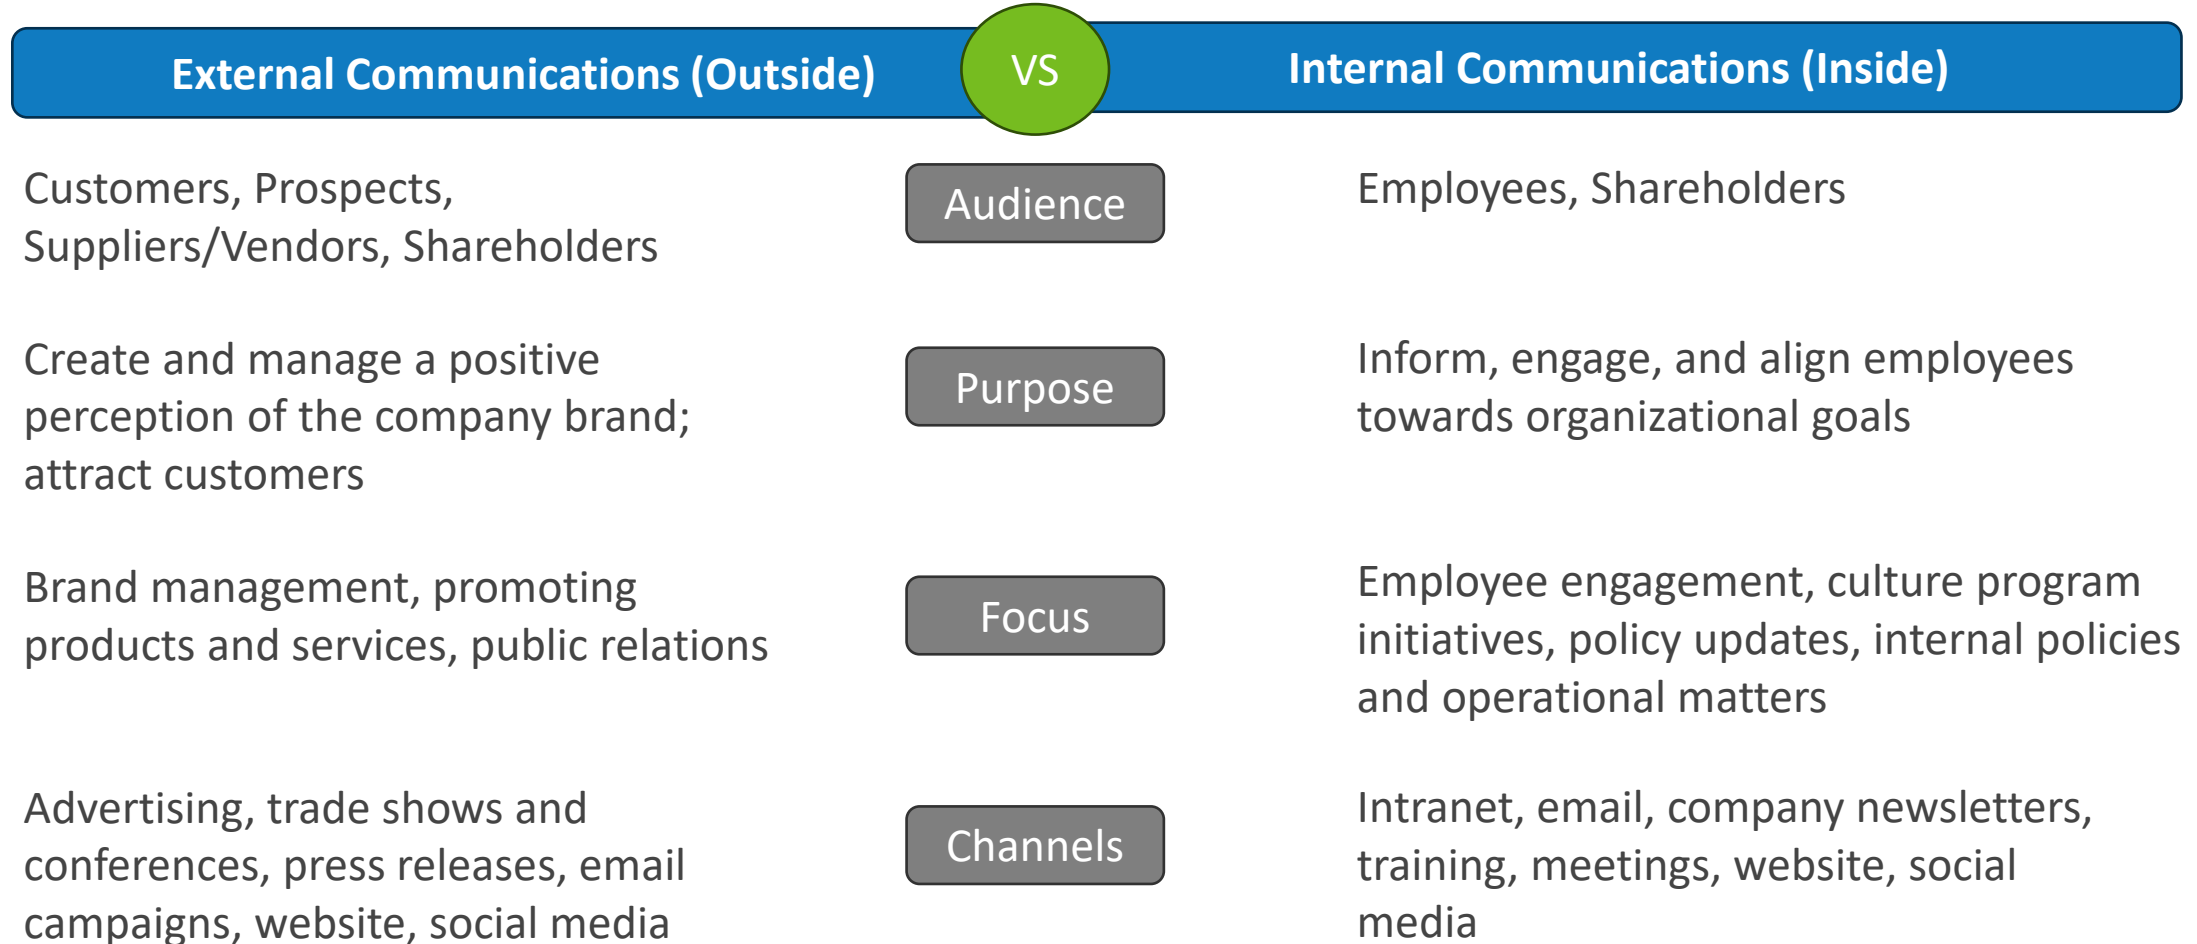 External Communications (Outside)
VS
Internal Communications (Inside)
Customers, Prospects,
Suppliers/Vendors, Shareholders
Audience
Employees, Shareholders
Create and manage a positive
perception of the company brand;
attract customers
Purpose
Inform, engage, and align employees
towards organizational goals
Brand management, promoting
products and services, public relations
Focus
Employee engagement, culture program
initiatives, policy updates, internal policies
and operational matters
Advertising, trade shows and
conferences, press releases, email
campaigns, website, social media
Channels
Intranet, email, company newsletters,
training, meetings, website, social
media